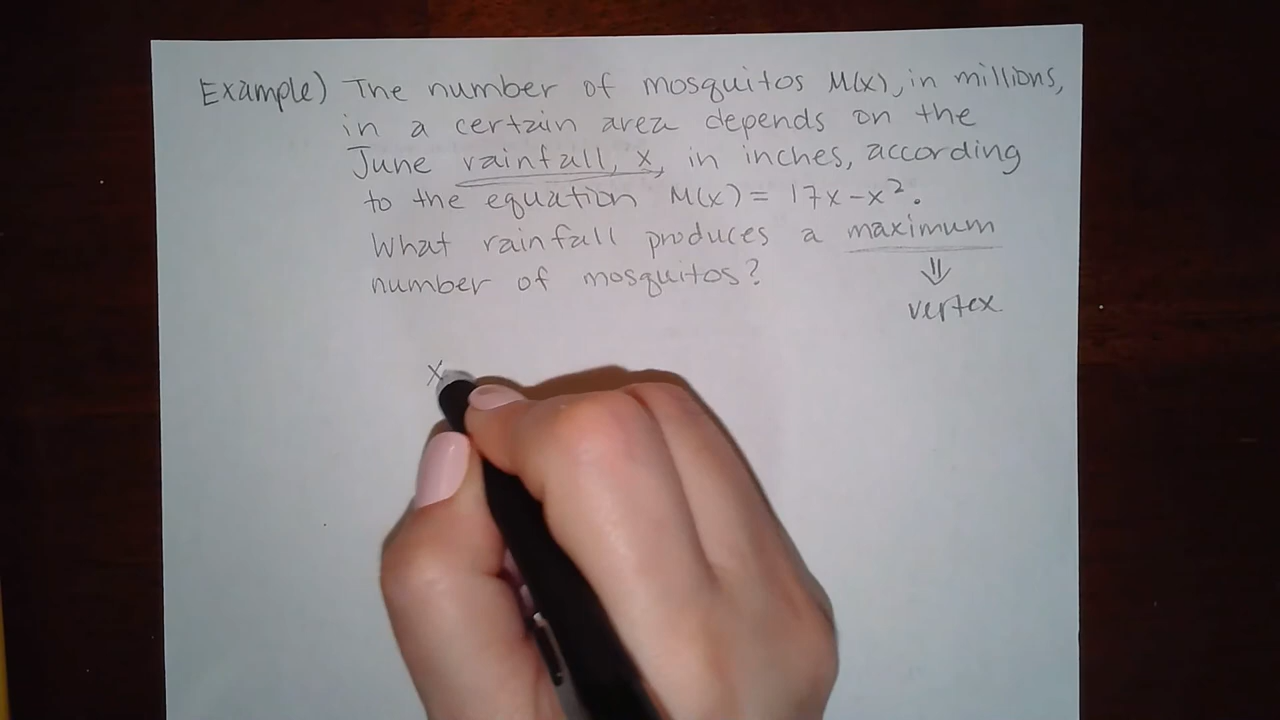 Example) The number of mosquitos M(x), in millions,
in a certain area depends on the
June rainfall, x, in inches, according
to the equation M(x) = 17x - x².
What rainfall produces a maximum
number of mosquitos?
⇓
vertex.
x